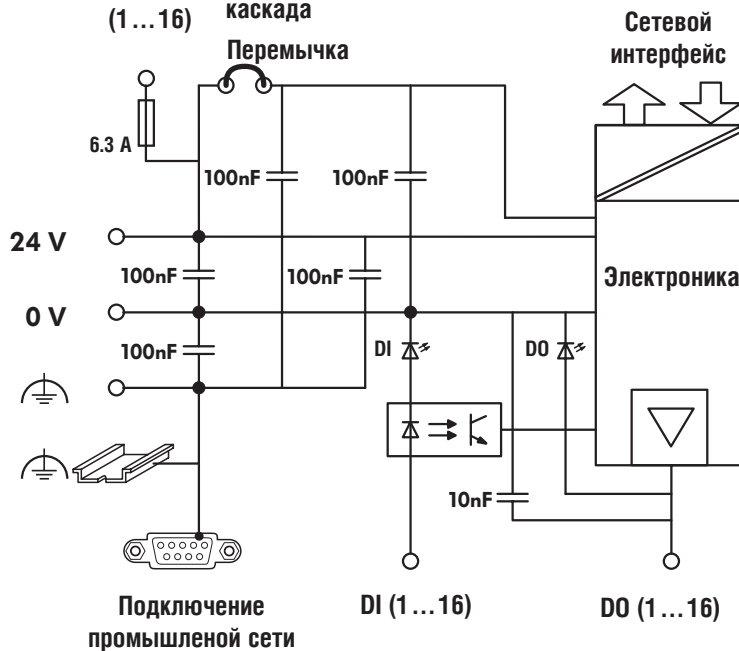 каскада
(1...16)
Перемычка
Сетевой
интерфейс
6.3 A
100nF
100nF
24 V
100nF
100nF
Электроника
0 V
100nF
DI
DO
10nF
DI (1...16)
DO (1...16)
Подключение
промышленой сети